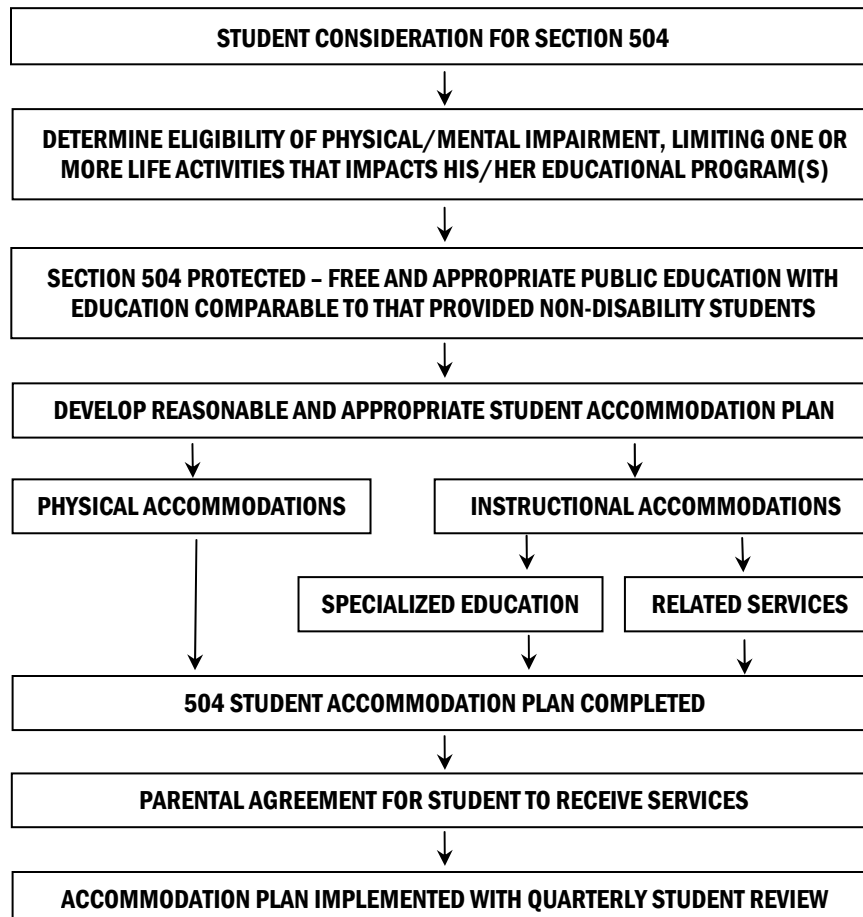 STUDENT CONSIDERATION FOR SECTION 504
DETERMINE ELIGIBILITY OF PHYSICAL/MENTAL IMPAIRMENT, LIMITING ONE OR
MORE LIFE ACTIVITIES THAT IMPACTS HIS/HER EDUCATIONAL PROGRAM(S)
SECTION 504 PROTECTED – FREE AND APPROPRIATE PUBLIC EDUCATION WITH
EDUCATION COMPARABLE TO THAT PROVIDED NON-DISABILITY STUDENTS
DEVELOP REASONABLE AND APPROPRIATE STUDENT ACCOMMODATION PLAN
PHYSICAL ACCOMMODATIONS
INSTRUCTIONAL ACCOMMODATIONS
SPECIALIZED EDUCATION
RELATED SERVICES
504 STUDENT ACCOMMODATION PLAN COMPLETED
PARENTAL AGREEMENT FOR STUDENT TO RECEIVE SERVICES
ACCOMMODATION PLAN IMPLEMENTED WITH QUARTERLY STUDENT REVIEW